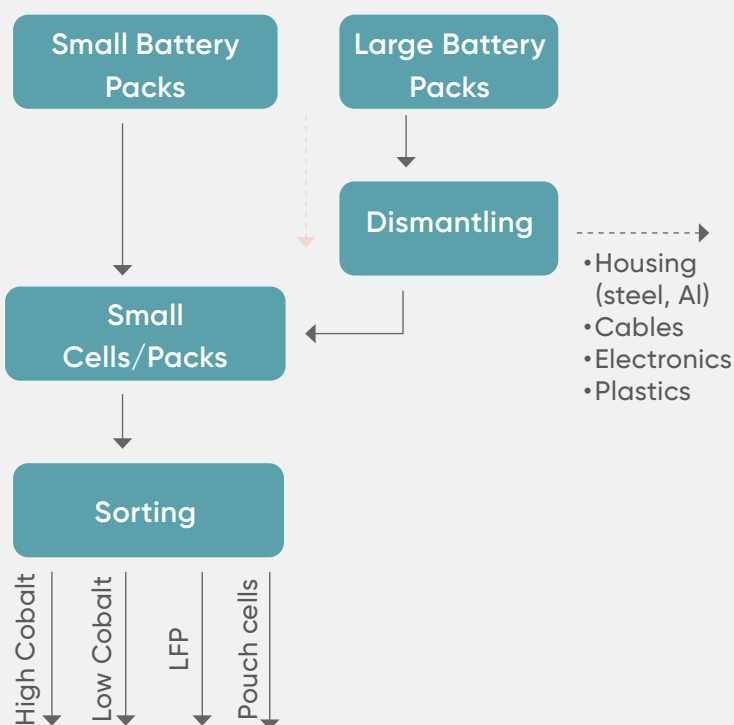 Small Battery
Packs
Large Battery
Packs
Dismantling
•Housing
(steel, Al)
•Cables
•Electronics
•Plastics
Small
Cells/Packs
Sorting
High Cobalt
Low Cobalt
LFP
Pouch cells